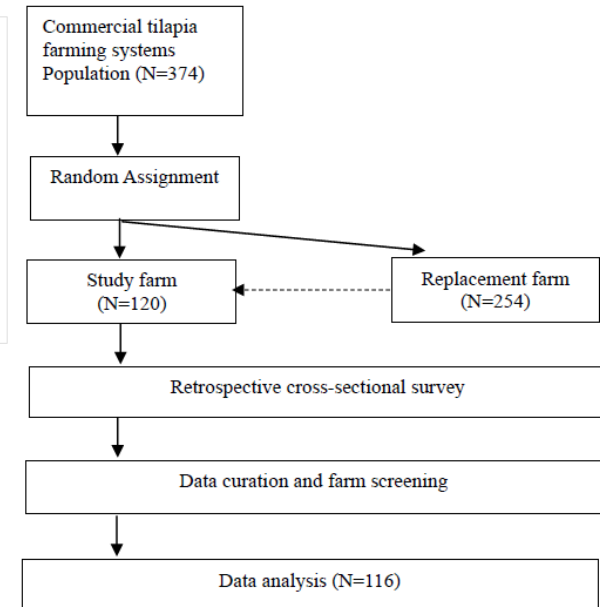 Commercial tilapia
farming systems
Population (N=374)
Random Assignment
Study farm
(N=120)
Replacement farm
(N=254)
Retrospective cross-sectional survey
Data curation and farm screening
Data analysis (N=116)